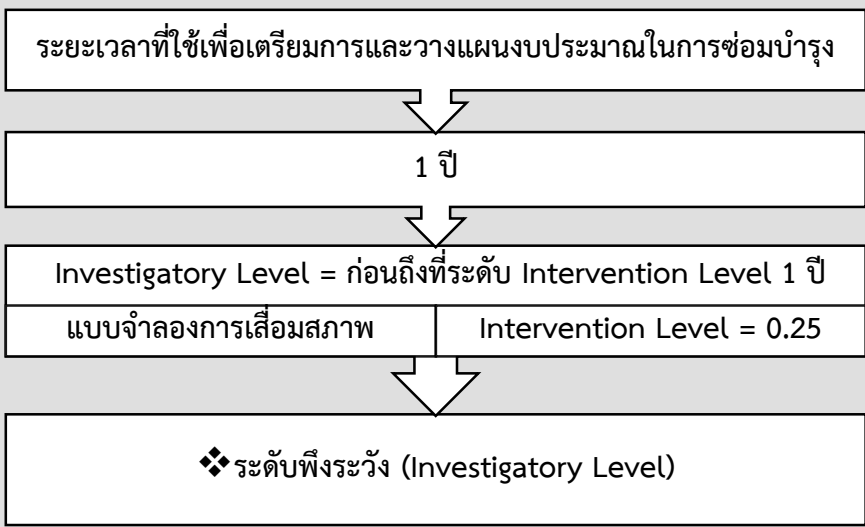 ระยะเวลาที่ใช้เพื่อเตรียมการและวางแผนงบประมาณในการซ่อมบำรุง
1 ปี
Investigatory Level = ก่อนถึงที่ระดับ Intervention Level 1 ปี
แบบจำลองการเสื่อมสภาพ
Intervention Level = 0.25
❖ระดับพึงระวัง (Investigatory Level)